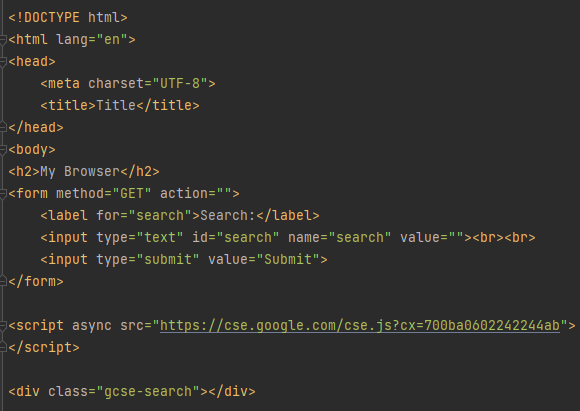 <!DOCTYPE html>
<html lang="en">
<head>
    <meta charset="UTF-8">
    <title>Title</title>
</head>
<body>
<h2>My Browser</h2>
<form method="GET" action="">
    <label for="search">Search:</label>
    <input type="text" id="search" name="search" value=""><br><br>
    <input type="submit" value="Submit">
</form>

<script async src="https://cse.google.com/cse.js?cx=700ba0602242244ab">
</script>

<div class="gcse-search"></div>